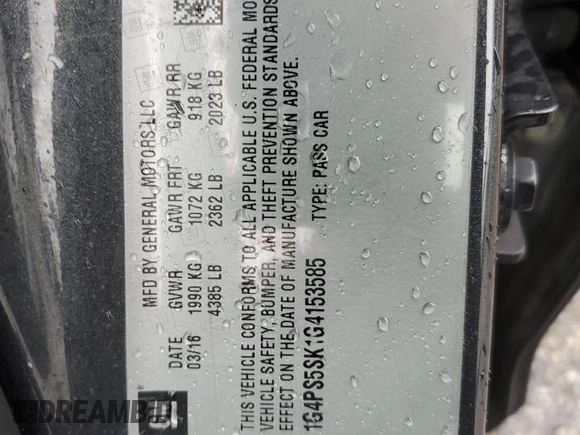 MFD BY GENERAL MOTORS LLC
DATE GVWR GAWR FRT GAWR RR
03/16 1990 KG 1072 KG 918 KG
4385 LB 2362 LB 2023 LB
THIS VEHICLE CONFORMS TO ALL APPLICABLE U.S. FEDERAL MO
VEHICLE SAFETY, BUMPER, AND THEFT PREVENTION STANDARDS
EFFECT ON THE DATE OF MANUFACTURE SHOWN ABOVE.
1G4PS5SK1G4153585 TYPE: PASS CAR